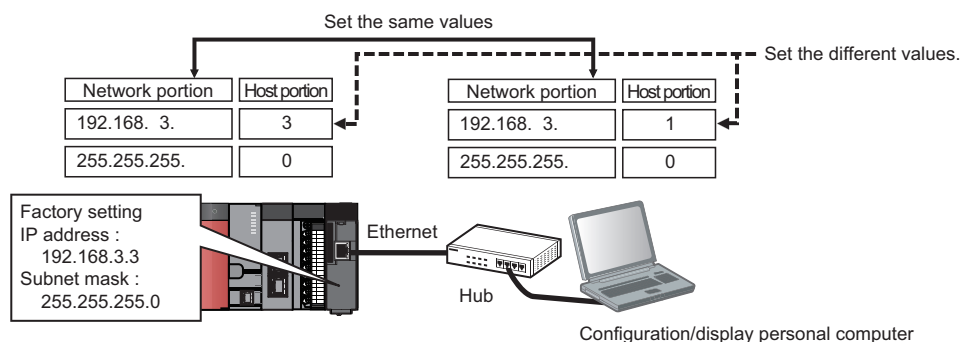 Set the same values
Set the different values.
Network portion Host portion
192.168. 3. 3
255.255.255. 0
Network portion Host portion
192.168. 3. 1
255.255.255. 0
Factory setting
IP address :
192.168.3.3
Subnet mask :
255.255.255.0
Ethernet
Hub
Configuration/display personal computer